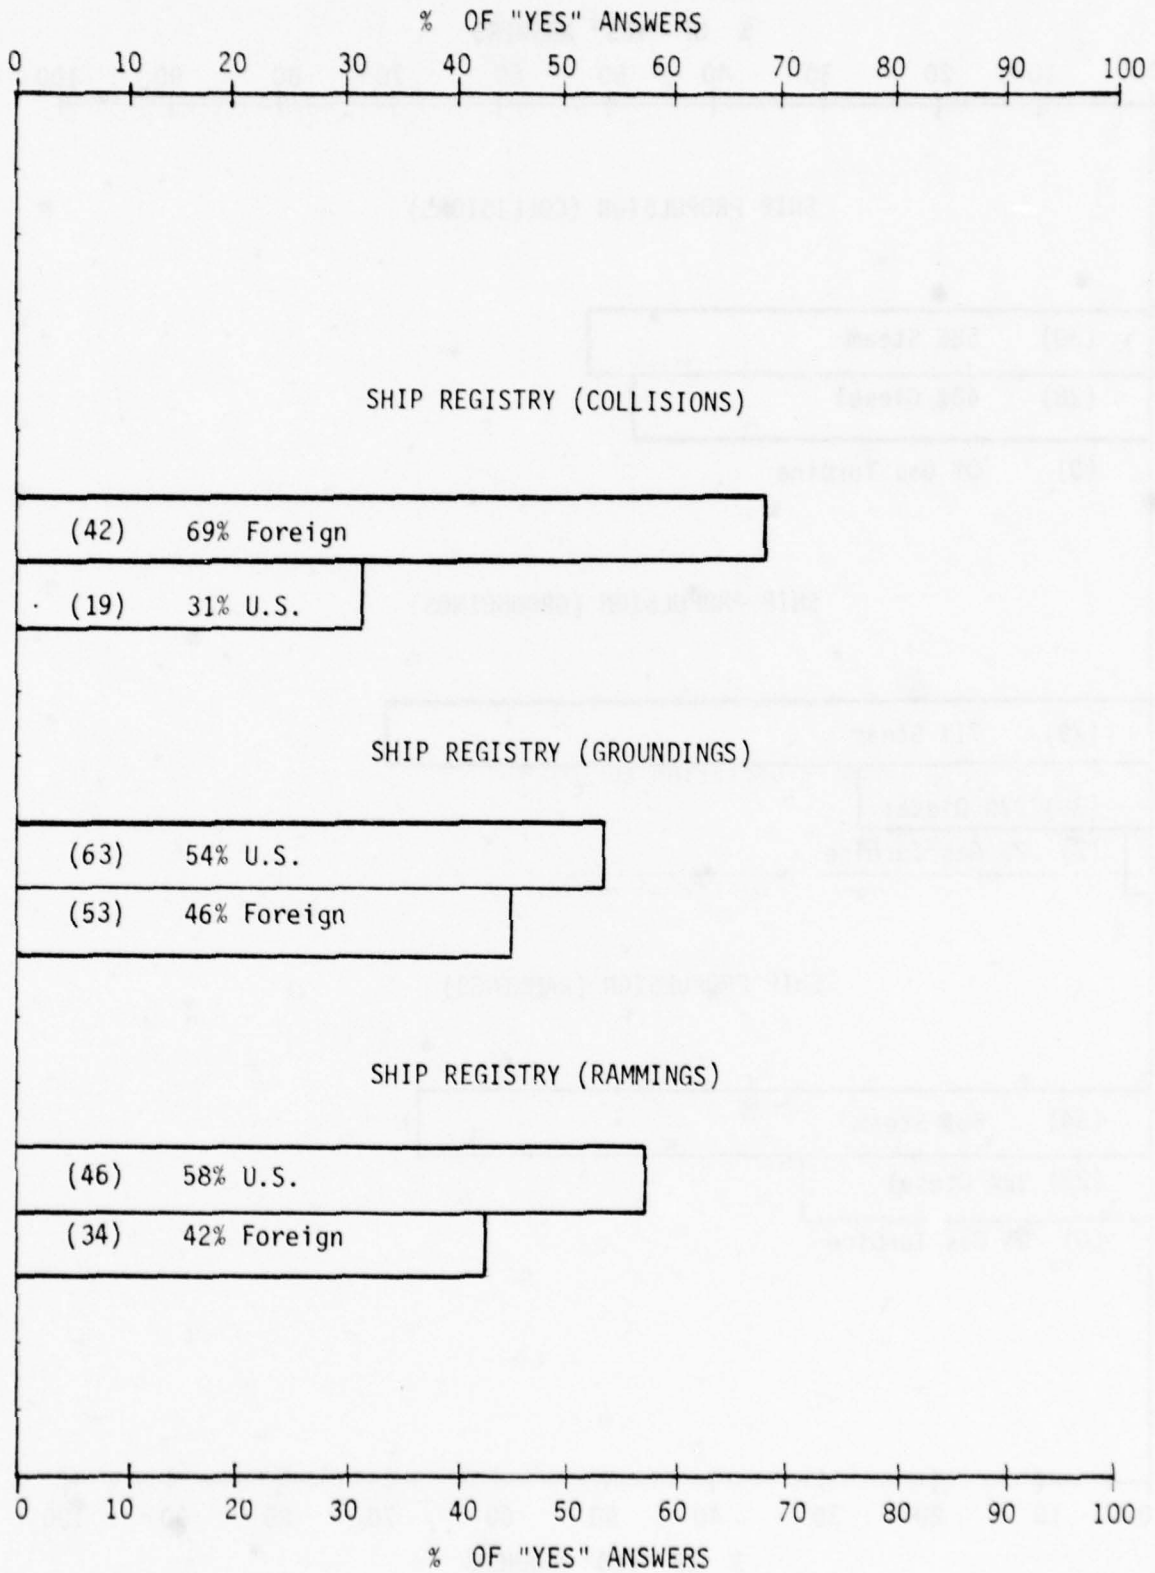 % OF "YES" ANSWERS
0 10 20 30 40 50 60 70 80 90 100
SHIP REGISTRY (COLLISIONS)
(42) 69% Foreign
(19) 31% U.S.
SHIP REGISTRY (GROUNDINGS)
(63) 54% U.S.
(53) 46% Foreign
SHIP REGISTRY (RAMMINGS)
(46) 58% U.S.
(34) 42% Foreign
0 10 20 30 40 50 60 70 80 90 100
% OF "YES" ANSWERS